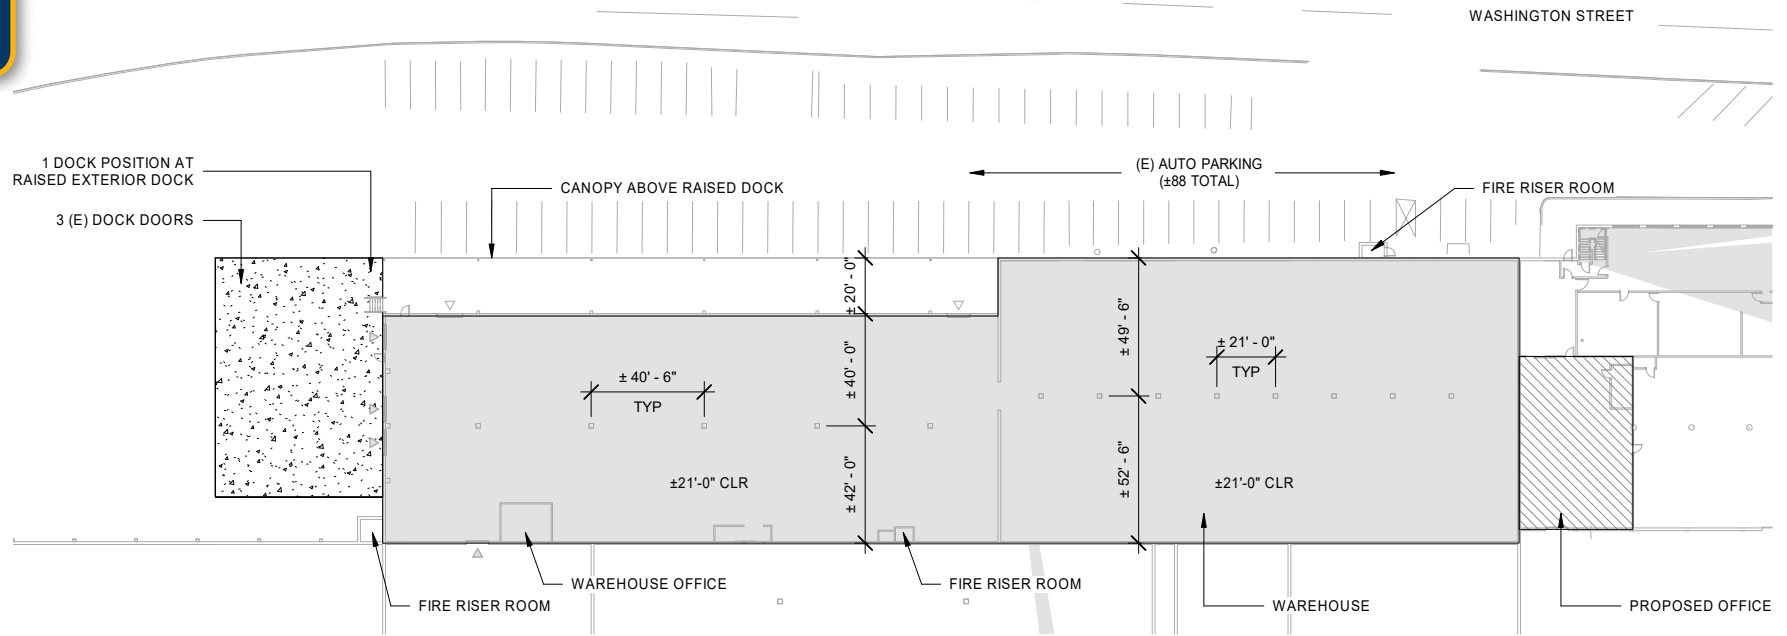 WASHINGTON STREET
1 DOCK POSITION AT
RAISED EXTERIOR DOCK
3 (E) DOCK DOORS
CANOPY ABOVE RAISED DOCK
(E) AUTO PARKING
(±88 TOTAL)
FIRE RISER ROOM
± 20' - 0"
± 40' - 0"
± 42' - 0"
± 49' - 6"
± 52' - 6"
± 40' - 6"
TYP
± 21' - 0"
TYP
±21'-0" CLR
±21'-0" CLR
WAREHOUSE OFFICE
FIRE RISER ROOM
FIRE RISER ROOM
WAREHOUSE
PROPOSED OFFICE